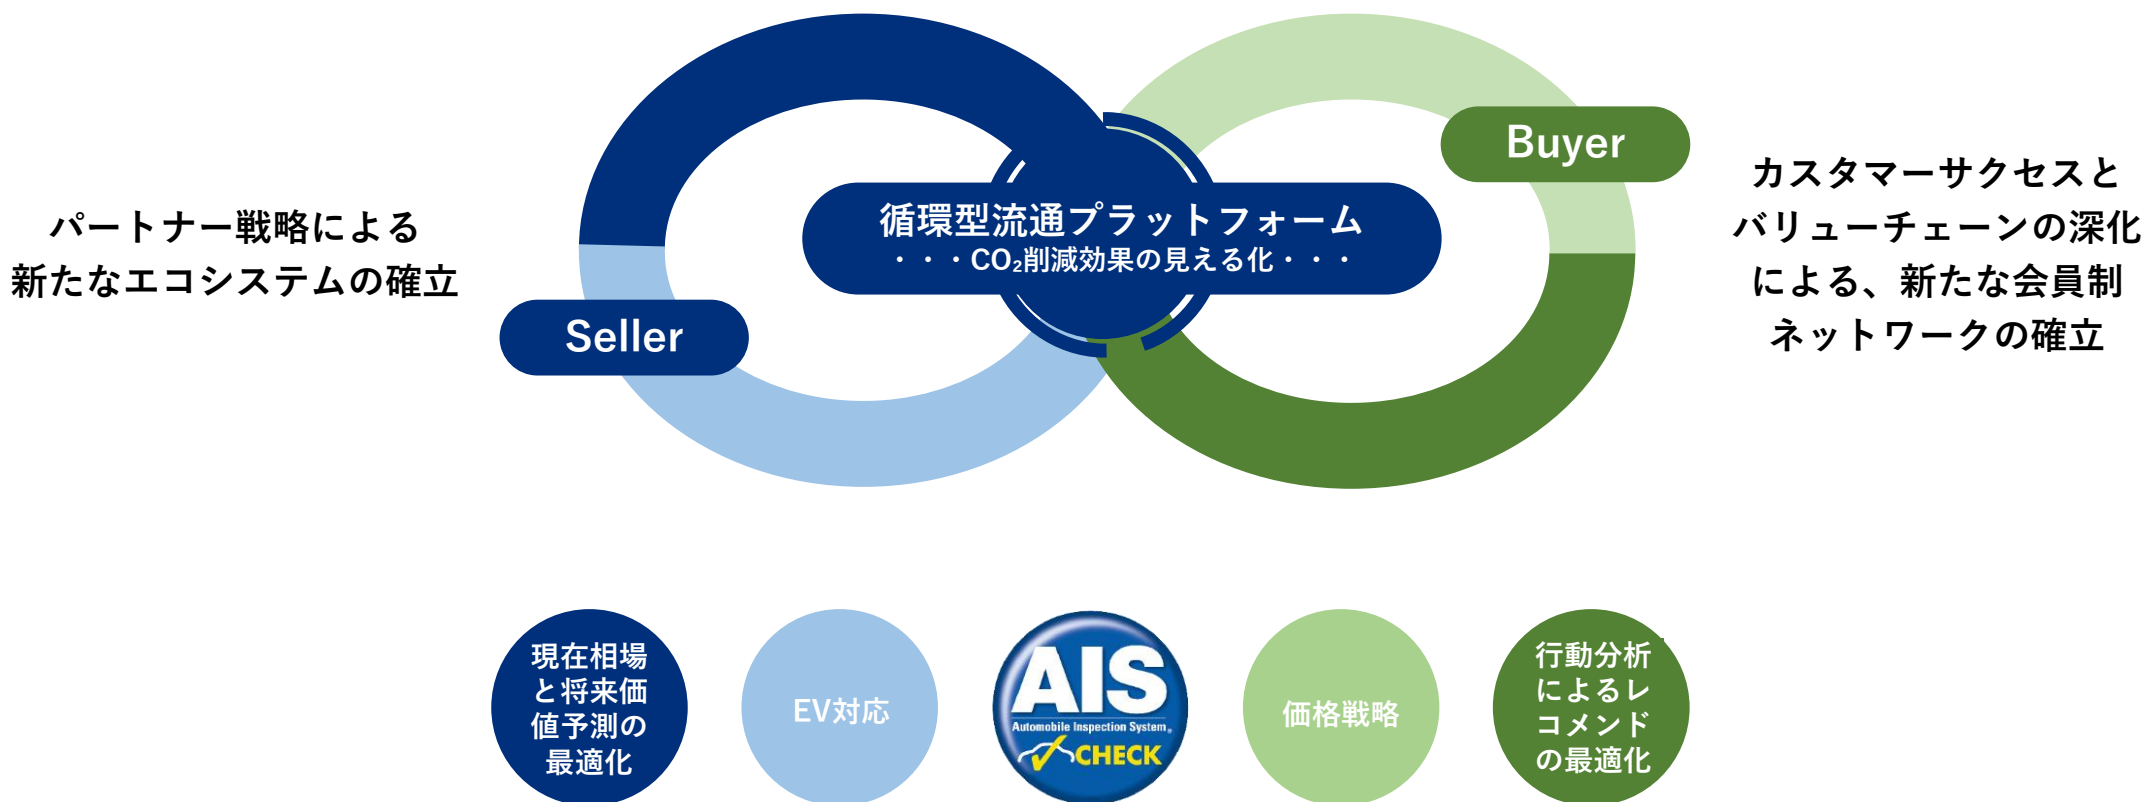 パートナー戦略による
新たなエコシステムの確立
Seller
循環型流通プラットフォーム
・・・CO₂削減効果の見える化・・・
Buyer
カスタマーサクセスと
バリューチェーンの深化
による、新たな会員制
ネットワークの確立
現在相場
と将来価
値予測の
最適化
EV対応
AIS
Automobile Inspection System®
CHECK
価格戦略
行動分析
によるレ
コメンド
の最適化